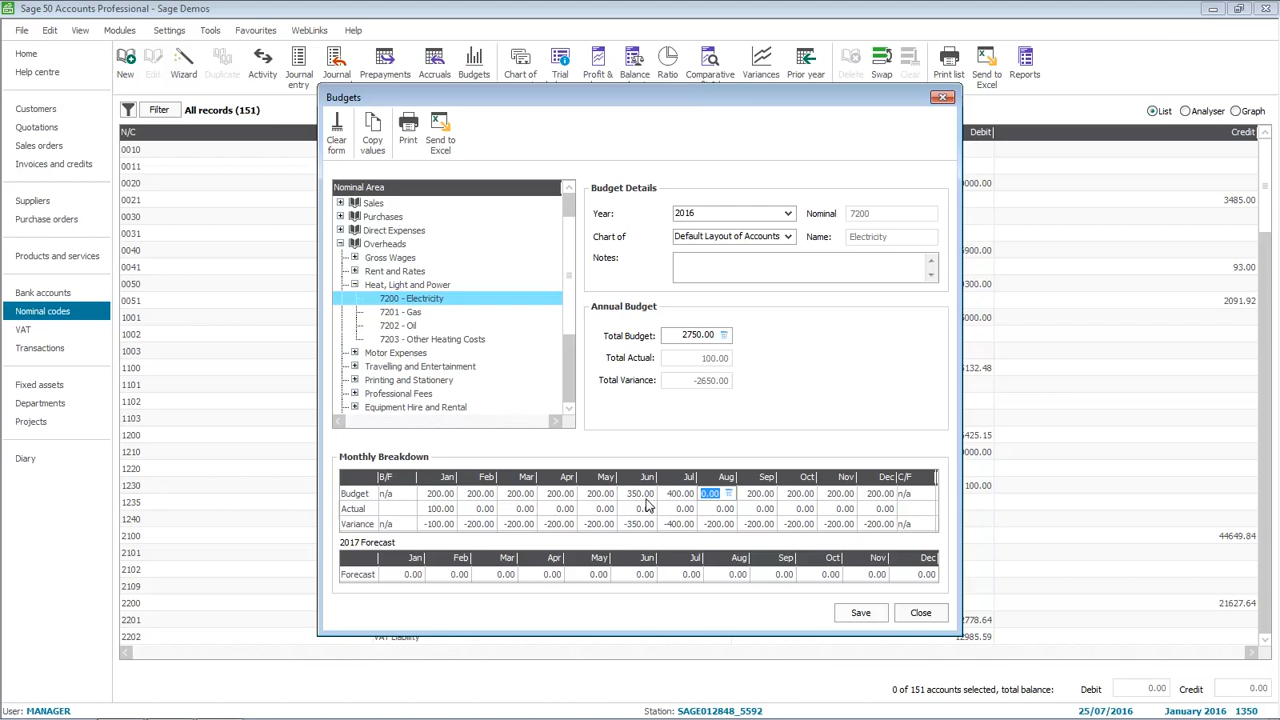 Sage 50 Accounts Professional - Sage Demos
File Edit View Modules Settings Tools Favourites WebLinks Help
Home
Help centre
Customers
Quotations
Sales orders
Invoices and credits
Suppliers
Purchase orders
Products and services
Bank accounts
Nominal codes
VAT
Transactions
Fixed assets
Departments
Projects
Diary
New Edit Wizard Duplicate Activity Journal entry Journal Prepayments Accruals Budgets Chart of Trial Profit & Balance Ratio Comparative Variances Prior year Delete Swap Clear Print list Send to Excel Reports
Filter All records (151) List Analyser Graph
N/C Debit Credit
0010
0011
0020 0000.00
0021 3485.00
0030
0040
0041 93.00
0050
0051 2091.92
1001
1002
1100
1101
1102
1103
1200
1210
1220
1230 100.00
1235
1240
2100 44649.84
2102
2109
2200 21627.64
2201
2202 VAT Liability
Budgets
Clear form Copy values Print Send to Excel
Nominal Area
Sales
Purchases
Direct Expenses
Overheads
Gross Wages
Rent and Rates
Heat, Light and Power
7200 - Electricity
7201 - Gas
7202 - Oil
7203 - Other Heating Costs
Motor Expenses
Travelling and Entertainment
Printing and Stationery
Professional Fees
Equipment Hire and Rental
Budget Details
Year: 2016 Nominal 7200
Chart of Default Layout of Accounts Name: Electricity
Notes:
Annual Budget
Total Budget: 2750.00
Total Actual: 100.00
Total Variance: -2650.00
Monthly Breakdown
B/F Jan Feb Mar Apr May Jun Jul Aug Sep Oct Nov Dec C/F
Budget n/a 200.00 200.00 200.00 200.00 200.00 350.00 400.00 0.00 200.00 200.00 200.00 200.00 n/a
Actual 100.00 0.00 0.00 0.00 0.00 0.00 0.00 0.00 0.00 0.00 0.00 0.00
Variance n/a -100.00 -200.00 -200.00 -200.00 -200.00 -350.00 -400.00 -200.00 -200.00 -200.00 -200.00 -200.00 n/a
2017 Forecast
Jan Feb Mar Apr May Jun Jul Aug Sep Oct Nov Dec
Forecast 0.00 0.00 0.00 0.00 0.00 0.00 0.00 0.00 0.00 0.00 0.00 0.00
Save Close
0 of 151 accounts selected, total balance: Debit 0.00 Credit 0.00
User: MANAGER Station: SAGE012848_5592 25/07/2016 January 2016 1350